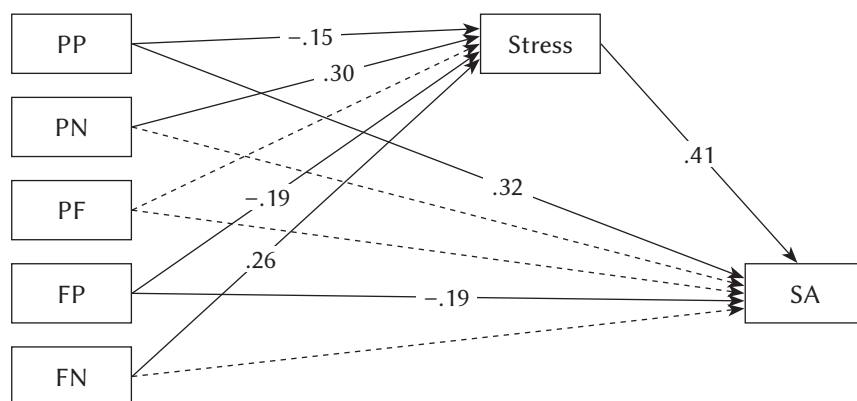 PP
−.15
Stress
.30
PN
.41
PF
−.19
.32
.26
FP
−.19
SA
FN